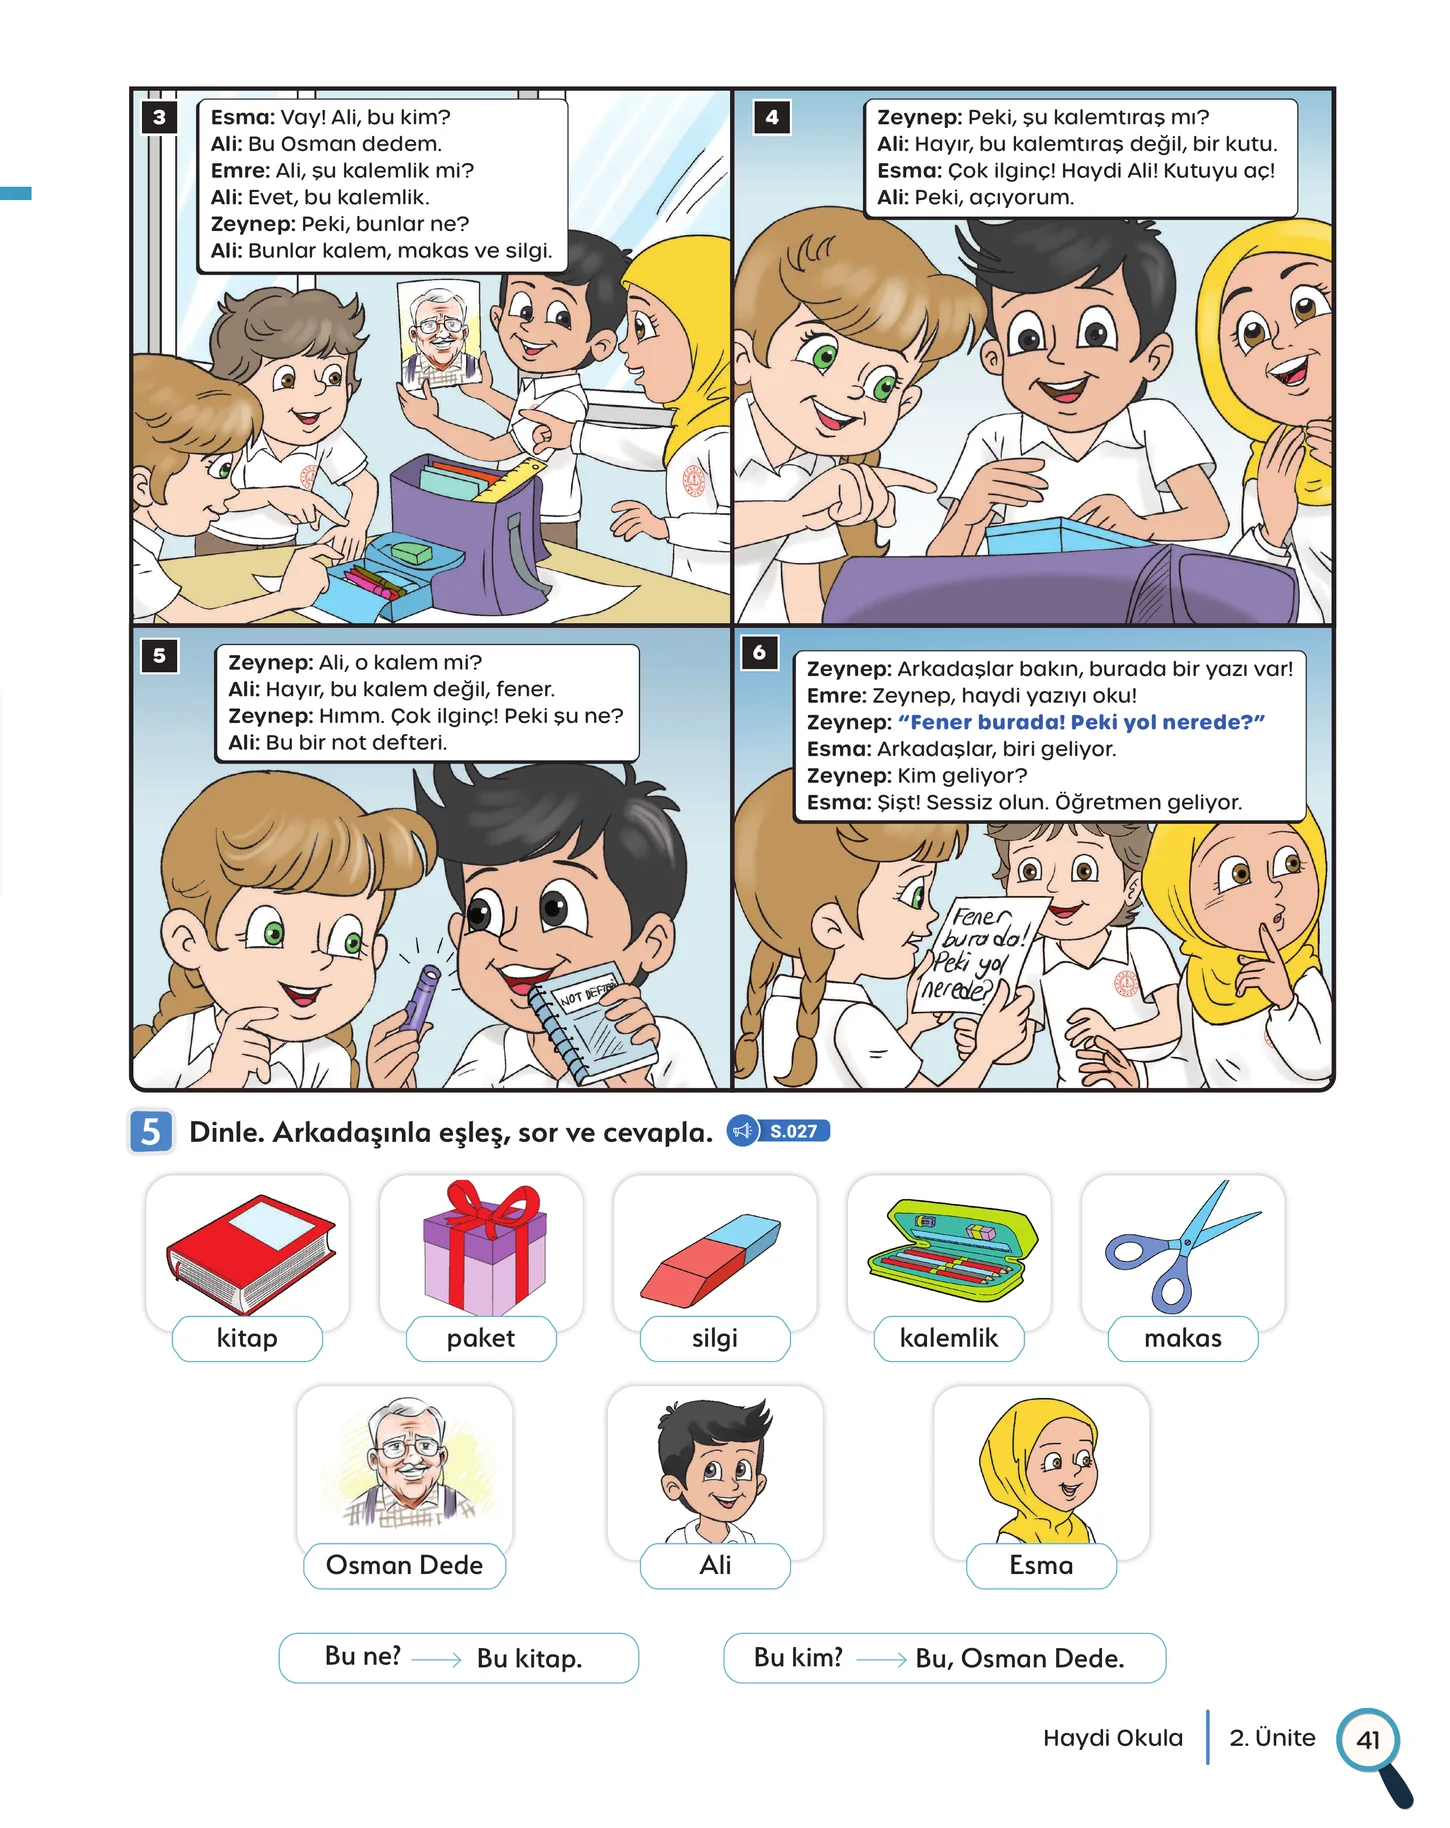 3
Esma: Vay! Ali, bu kim?
Ali: Bu Osman dedem.
Emre: Ali, şu kalemlik mi?
Ali: Evet, bu kalemlik.
Zeynep: Peki, bunlar ne?
Ali: Bunlar kalem, makas ve silgi.
4
Zeynep: Peki, şu kalemtıraş mı?
Ali: Hayır, bu kalemtıraş değil, bir kutu.
Esma: Çok ilginç! Haydi Ali! Kutuyu aç!
Ali: Peki, açıyorum.
5
Zeynep: Ali, o kalem mi?
Ali: Hayır, bu kalem değil, fener.
Zeynep: Hımm. Çok ilginç! Peki şu ne?
Ali: Bu bir not defteri.
NOT DEFTERİ
6
Zeynep: Arkadaşlar bakın, burada bir yazı var!
Emre: Zeynep, haydi yazıyı oku!
Zeynep: “Fener burada! Peki yol nerede?”
Esma: Arkadaşlar, biri geliyor.
Zeynep: Kim geliyor?
Esma: Şişt! Sessiz olun. Öğretmen geliyor.
Fener
burada!
Peki yol
nerede?
5 Dinle. Arkadaşınla eşleş, sor ve cevapla. S.027
kitap
paket
silgi
kalemlik
makas
Osman Dede
Ali
Esma
Bu ne? → Bu kitap.
Bu kim? → Bu, Osman Dede.
Haydi Okula 2. Ünite 41